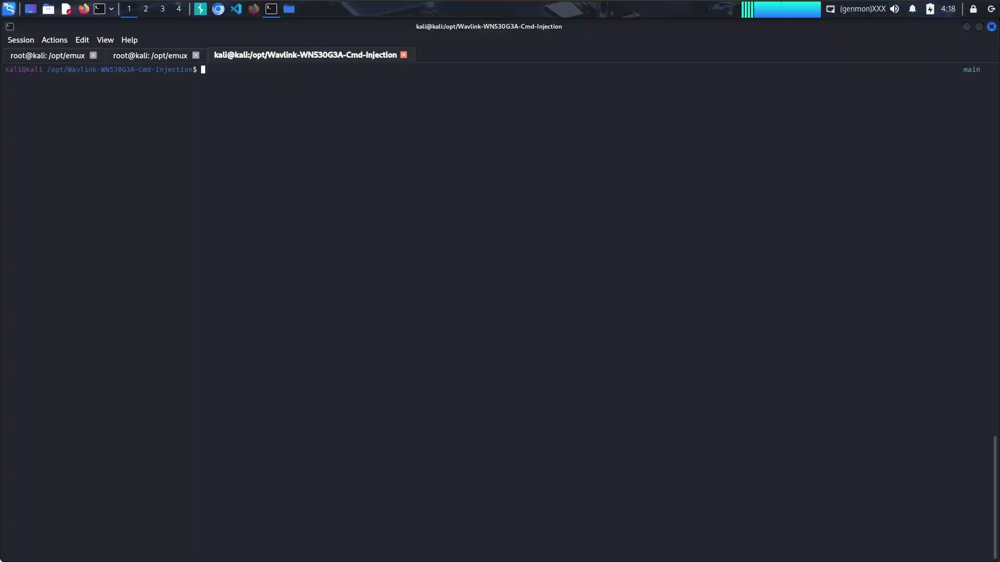 1 2 3 4 (genmon)XXX 4:18
kali@kali:/opt/Wavlink-WN530G3A-Cmd-Injection
Session Actions Edit View Help
root@kali: /opt/emux root@kali: /opt/emux kali@kali:/opt/Wavlink-WN530G3A-Cmd-Injection
kali@kali /opt/Wavlink-WN530G3A-Cmd-Injection$ main